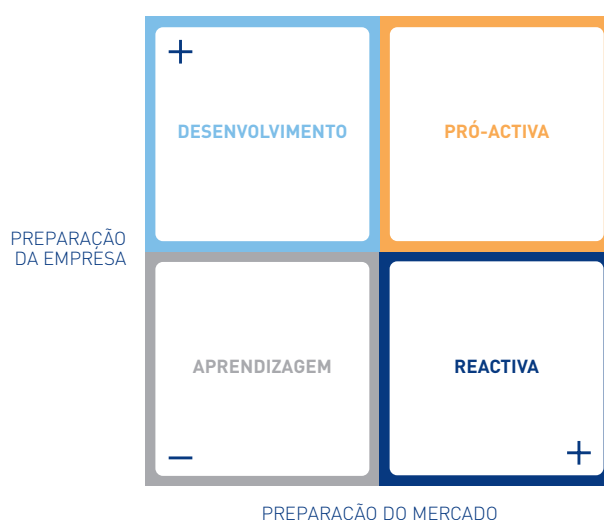 +
DESENVOLVIMENTO
PRÓ-ACTIVA
PREPARAÇÃO
DA EMPRESA
APRENDIZAGEM
REACTIVA
–
+
PREPARAÇÃO DO MERCADO